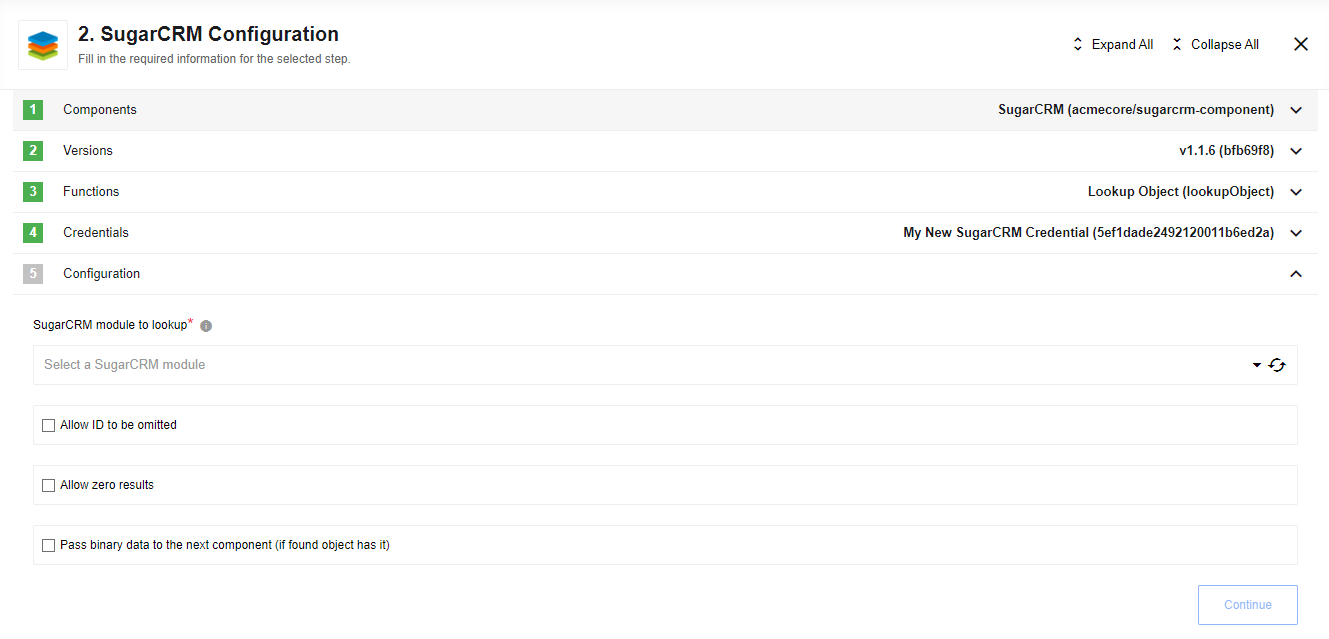 2. SugarCRM Configuration
Fill in the required information for the selected step.
Expand All
Collapse All
1 Components SugarCRM (acmecore/sugarcrm-component)
2 Versions v1.1.6 (bfb69f8)
3 Functions Lookup Object (lookupObject)
4 Credentials My New SugarCRM Credential (5ef1dade2492120011b6ed2a)
5 Configuration
SugarCRM module to lookup*
Select a SugarCRM module
Allow ID to be omitted
Allow zero results
Pass binary data to the next component (if found object has it)
Continue